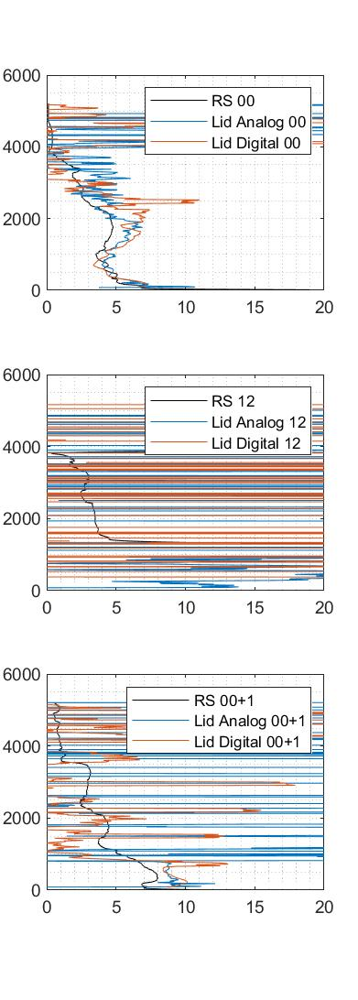 6000
RS 00
Lid Analog 00
Lid Digital 00
4000
2000
0
0 5 10 15 20
6000
RS 12
Lid Analog 12
Lid Digital 12
4000
2000
0
0 5 10 15 20
6000
RS 00+1
Lid Analog 00+1
Lid Digital 00+1
4000
2000
0
0 5 10 15 20